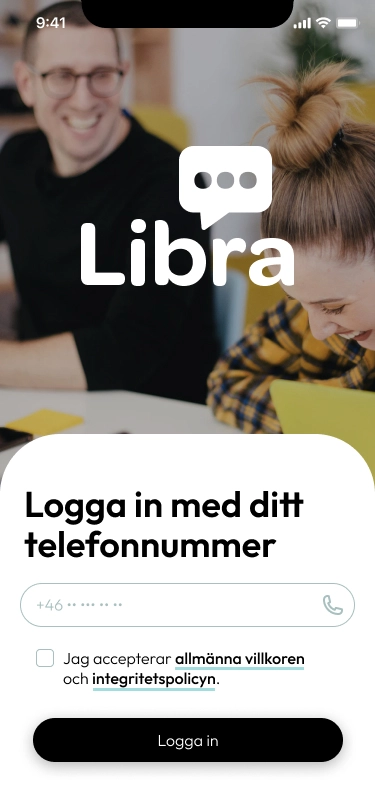 9:41
Libra
Logga in med ditt
telefonnummer
+46 •• ••• •• ••
Jag accepterar allmänna villkoren
och integritetspolicyn.
Logga in